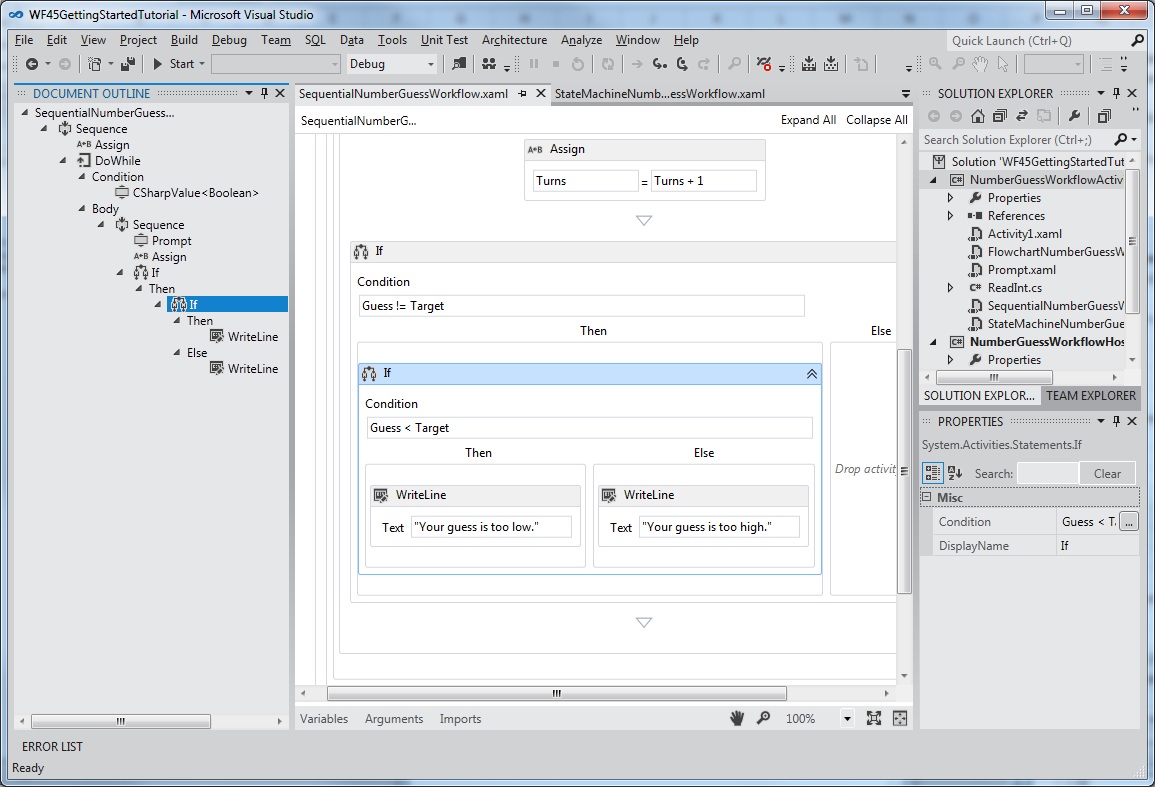 WF45GettingStartedTutorial - Microsoft Visual Studio
File Edit View Project Build Debug Team SQL Data Tools Unit Test Architecture Analyze Window Help
Quick Launch (Ctrl+Q)
Start Debug
DOCUMENT OUTLINE
SequentialNumberGuess...
Sequence
A+B Assign
DoWhile
Condition
CSharpValue<Boolean>
Body
Sequence
Prompt
A+B Assign
If
Then
If
Then
WriteLine
Else
WriteLine
SequentialNumberGuessWorkflow.xaml StateMachineNumb...essWorkflow.xaml
SequentialNumberG... Expand All Collapse All
A+B Assign
Turns = Turns + 1
If
Condition
Guess != Target
Then Else
If
Condition
Guess < Target
Then Else
WriteLine WriteLine
Text "Your guess is too low." Text "Your guess is too high."
Drop activit
Variables Arguments Imports 100%
SOLUTION EXPLORER
Search Solution Explorer (Ctrl+;)
Solution 'WF45GettingStartedTut
C# NumberGuessWorkflowActiv
Properties
References
Activity1.xaml
FlowchartNumberGuessW
Prompt.xaml
C# ReadInt.cs
SequentialNumberGuessV
StateMachineNumberGue
C# NumberGuessWorkflowHos
Properties
SOLUTION EXPLOR... TEAM EXPLORER
PROPERTIES
System.Activities.Statements.If
Search: Clear
Misc
Condition Guess < T. ...
DisplayName If
ERROR LIST
Ready